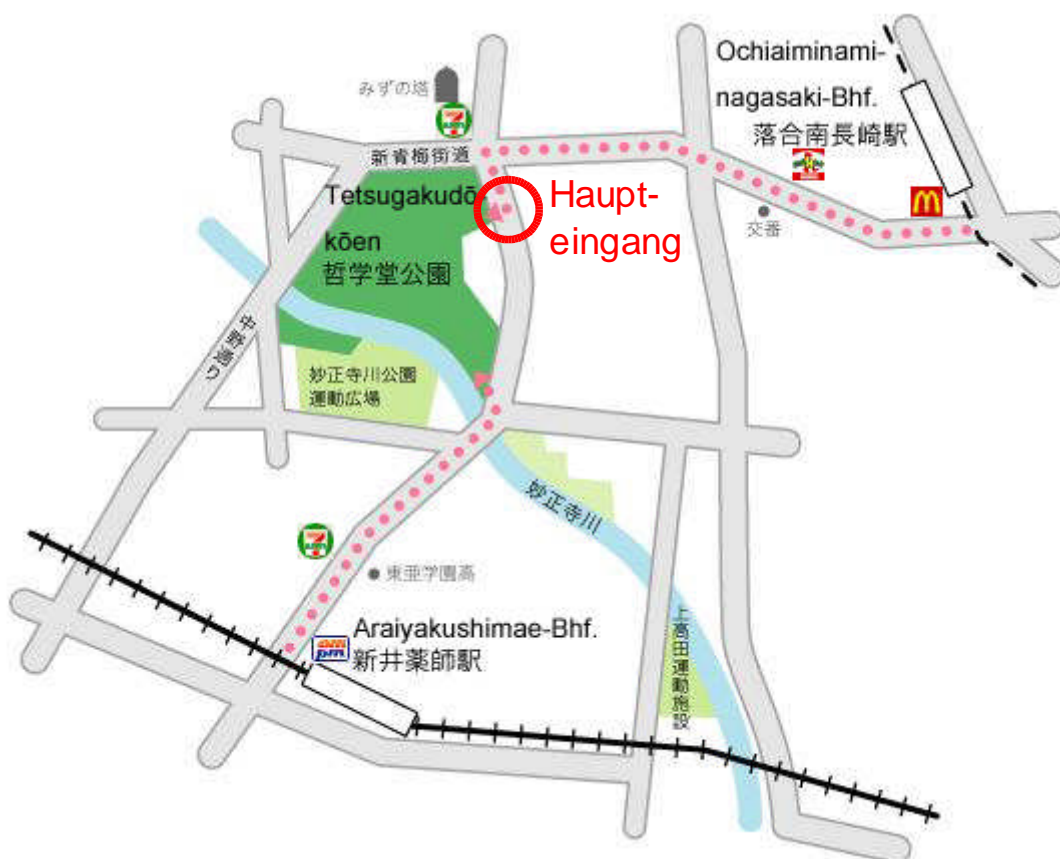 Ochiaiminami-
nagasaki-Bhf.
落合南長崎駅
みずの塔
新青梅街道
交番
Tetsugakudō-
kōen
哲学堂公園
Haupt-
eingang
中野通り
妙正寺川公園
運動広場
妙正寺川
東亜学園高
Araiyakushimae-Bhf.
新井薬師駅
am
pm
上高田運動施設